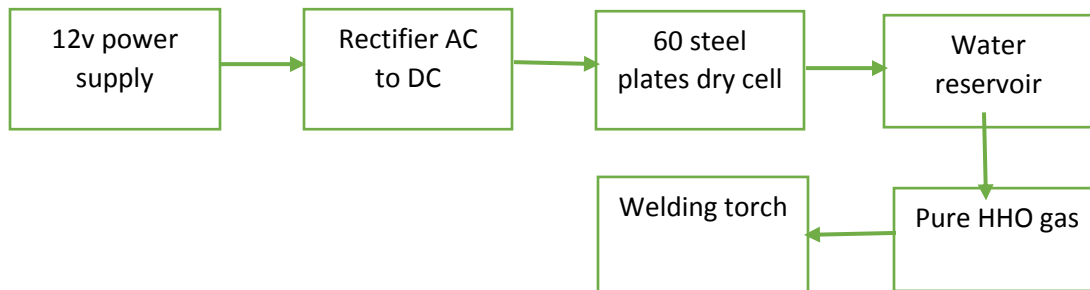 12v power
supply
Rectifier AC
to DC
60 steel
plates dry cell
Water
reservoir
Welding torch
Pure HHO gas